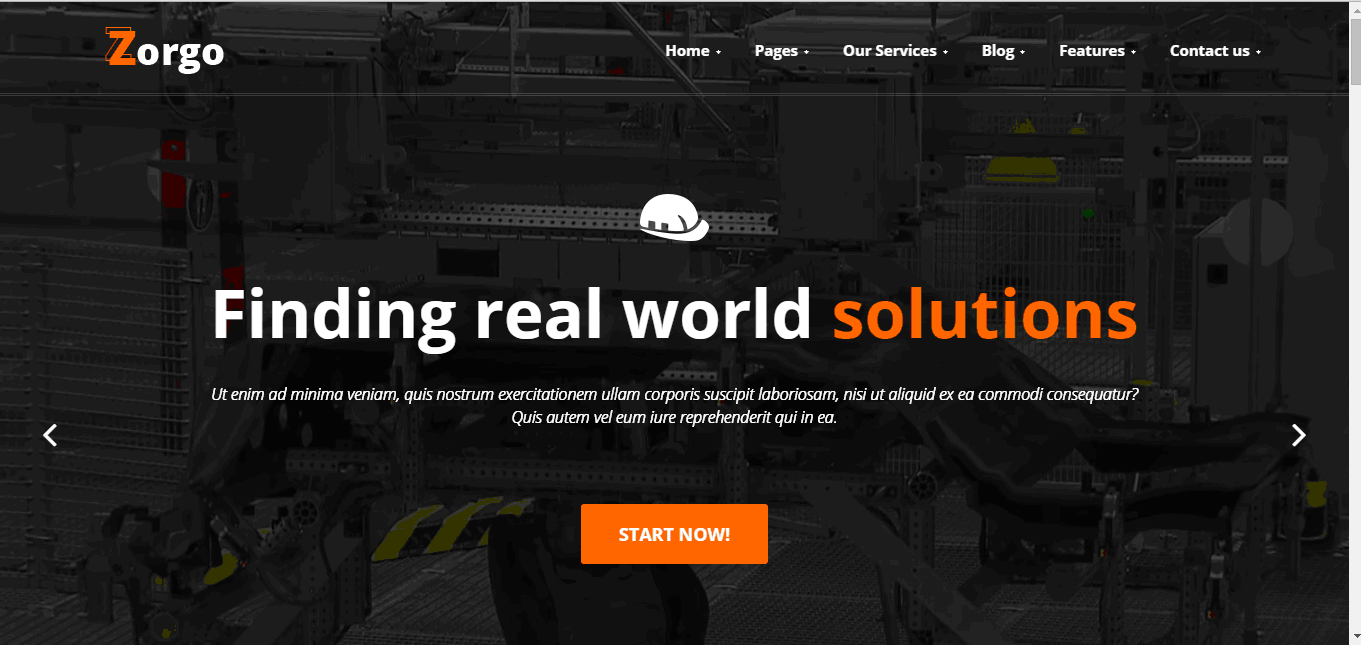 Zorgo
Home Pages Our Services Blog Features Contact us
Finding real world solutions
Ut enim ad minima veniam, quis nostrum exercitationem ullam corporis suscipit laboriosam, nisi ut aliquid ex ea commodi consequatur?
Quis autem vel eum iure reprehenderit qui in ea.
START NOW!